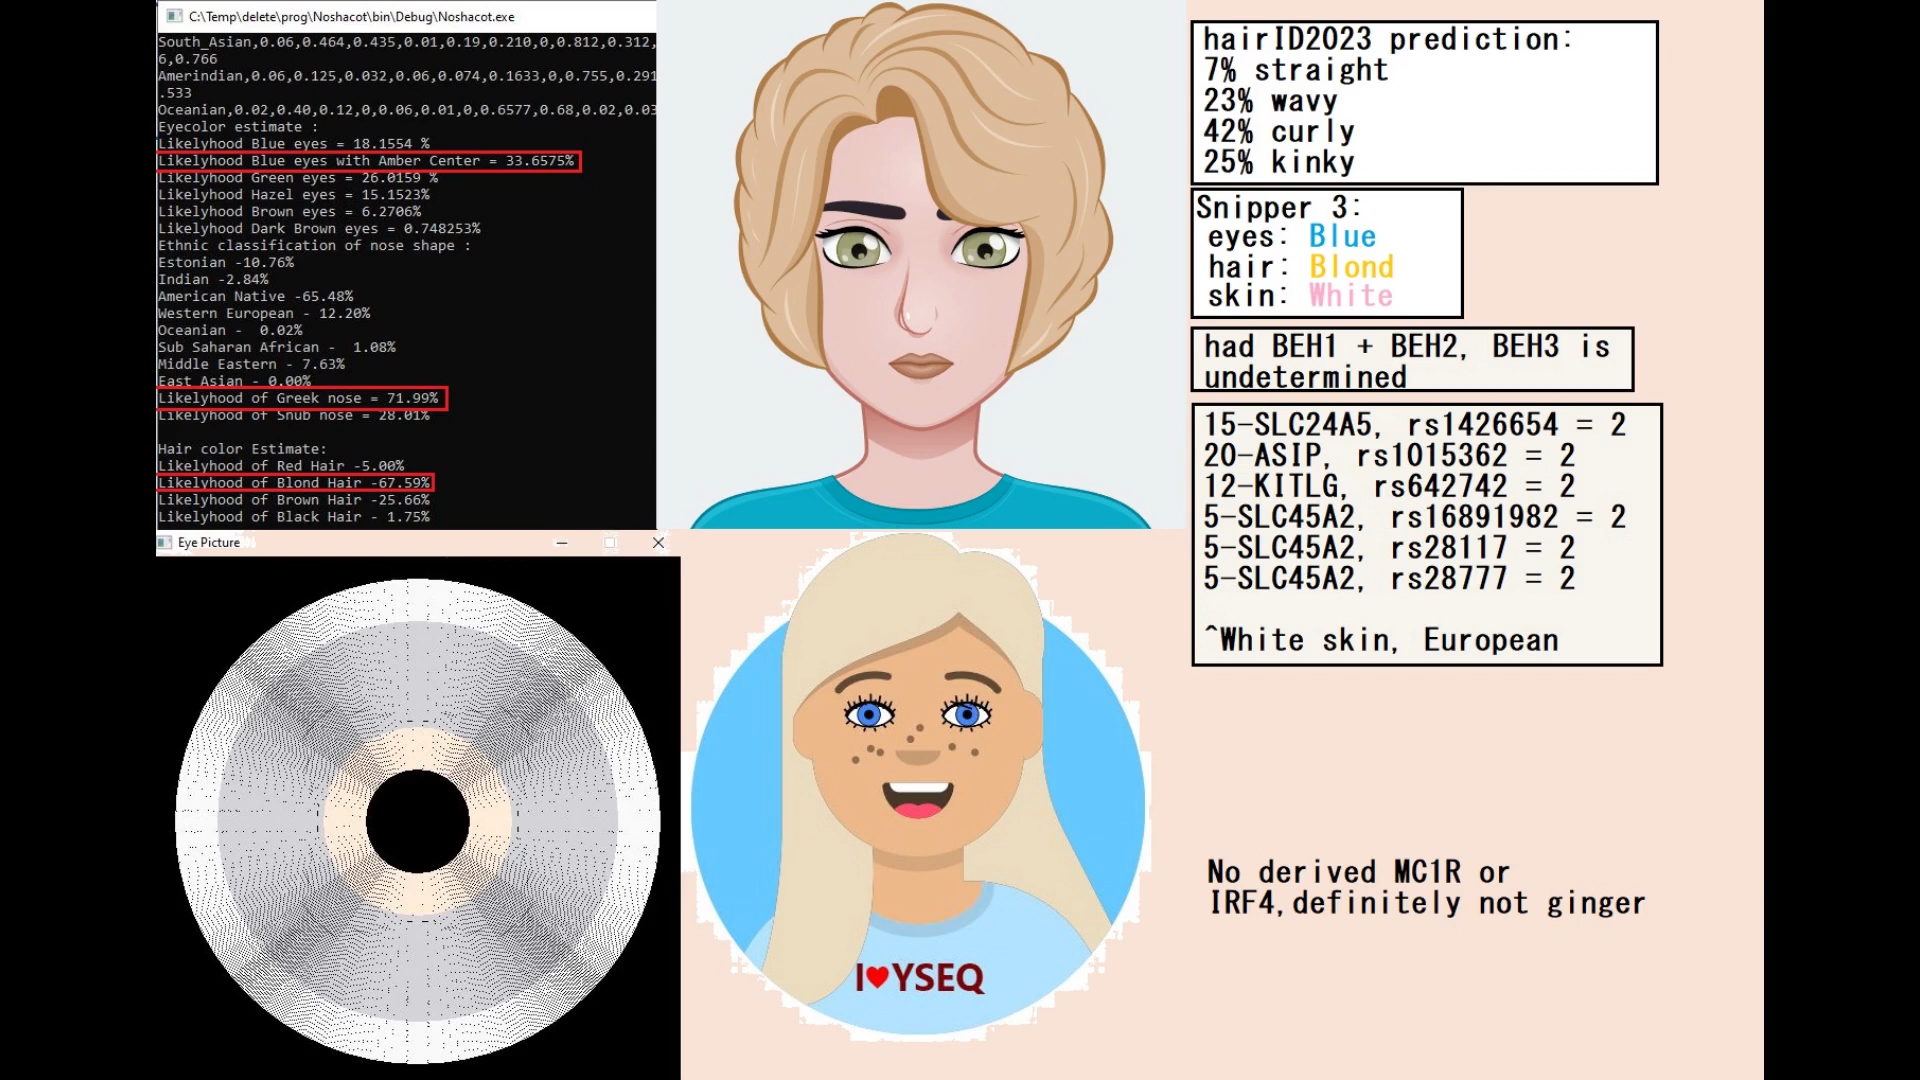 C:\Temp\delete\prog\Noshacot\bin\Debug\Noshacot.exe
South_Asian,0.06,0.464,0.435,0.01,0.19,0.210,0,0.812,0.312,
6,0.766
Amerindian,0.06,0.125,0.032,0.06,0.074,0.1633,0,0.755,0.291
.533
Oceanian,0.02,0.40,0.12,0,0.06,0.01,0,0.6577,0.68,0.02,0.03
Eyecolor estimate :
Likelyhood Blue eyes = 18.1554 %
Likelyhood Blue eyes with Amber Center = 33.6575%
Likelyhood Green eyes = 26.0159 %
Likelyhood Hazel eyes = 15.1523%
Likelyhood Brown eyes = 6.2706%
Likelyhood Dark Brown eyes = 0.748253%
Ethnic classification of nose shape :
Estonian -10.76%
Indian -2.84%
American Native -65.48%
Western European - 12.20%
Oceanian -  0.02%
Sub Saharan African -  1.08%
Middle Eastern - 7.63%
East Asian - 0.00%
Likelyhood of Greek nose = 71.99%
Likelyhood of Snub nose = 28.01%
Hair color Estimate:
Likelyhood of Red Hair -5.00%
Likelyhood of Blond Hair -67.59%
Likelyhood of Brown Hair -25.66%
Likelyhood of Black Hair - 1.75%
Eye Picture
I♥YSEQ
hairID2023 prediction:
7% straight
23% wavy
42% curly
25% kinky
Snipper 3:
eyes: Blue
hair: Blond
skin: White
had BEH1 + BEH2, BEH3 is
undetermined
15-SLC24A5, rs1426654 = 2
20-ASIP, rs1015362 = 2
12-KITLG, rs642742 = 2
5-SLC45A2, rs16891982 = 2
5-SLC45A2, rs28117 = 2
5-SLC45A2, rs28777 = 2
^White skin, European
No derived MC1R or
IRF4,definitely not ginger